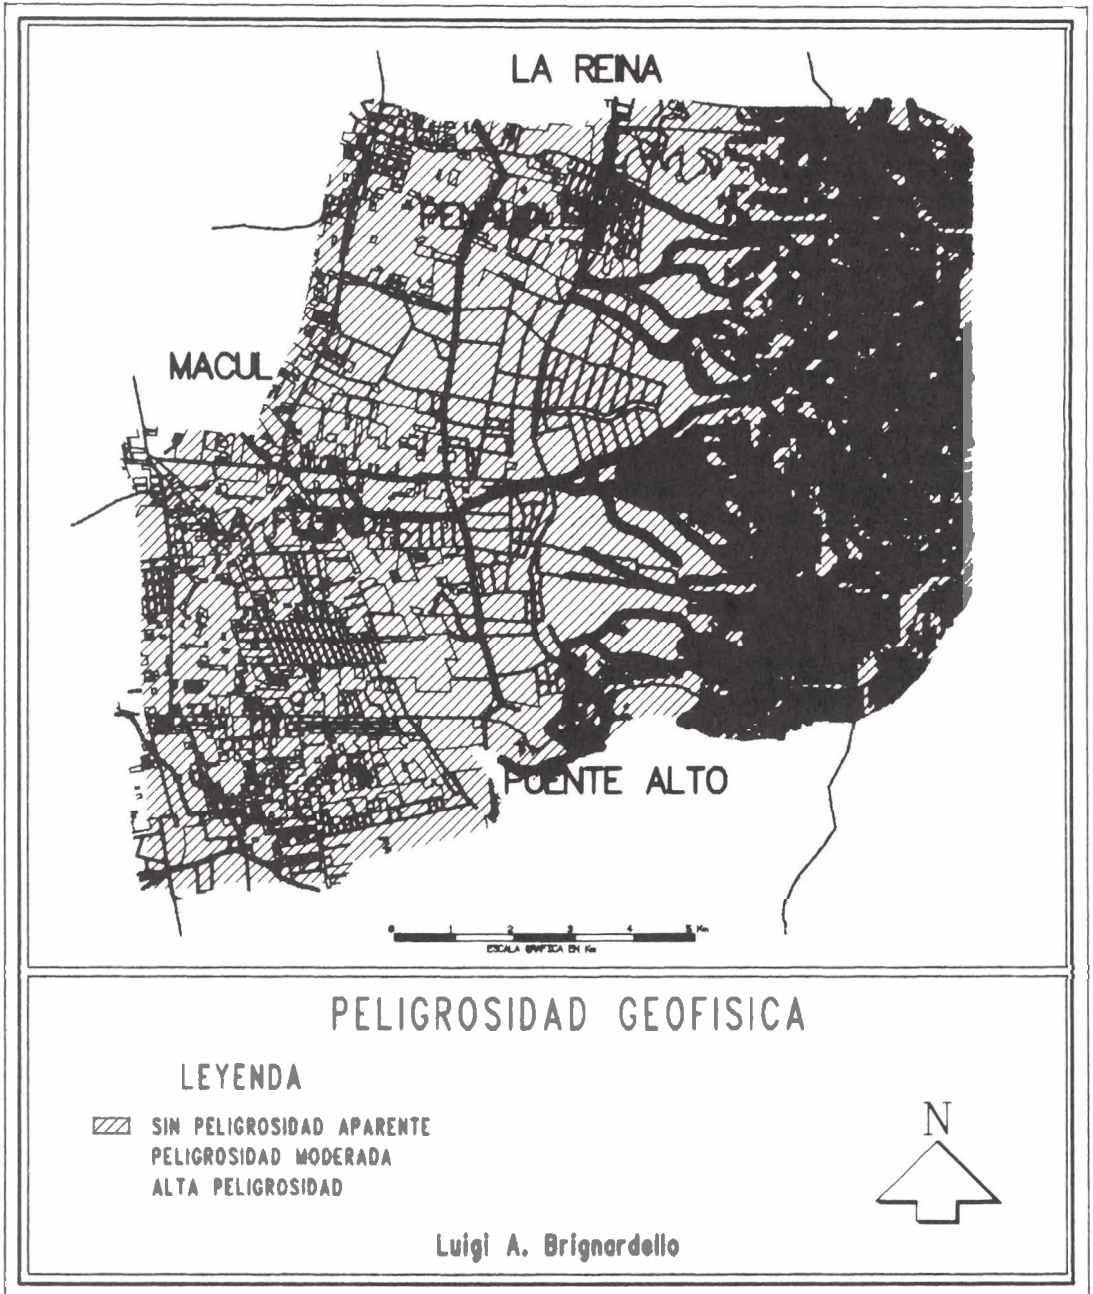 LA REINA
MACUL
PUENTE ALTO
0 1 2 3 4 5 Km
ESCALA GRAFICA EN Km
PELIGROSIDAD GEOFISICA
LEYENDA
SIN PELIGROSIDAD APARENTE
PELIGROSIDAD MODERADA
ALTA PELIGROSIDAD
N
Luigi A. Brignardello